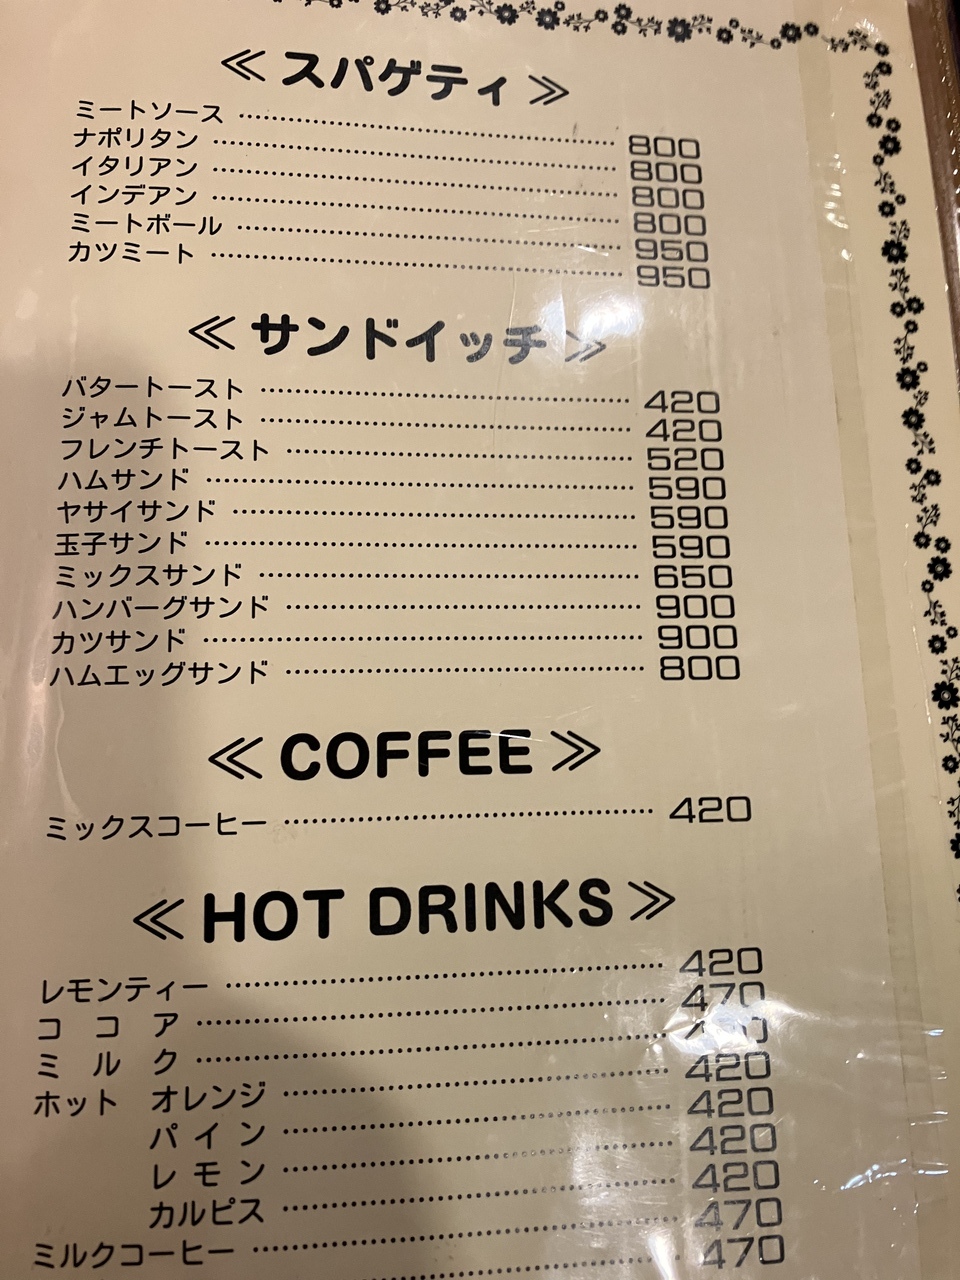 ≪ スパゲティ ≫
ミートソース ………… 800
ナポリタン ………… 800
イタリアン ………… 800
インデアン ………… 800
ミートボール ………… 950
カツミート ………… 950
≪ サンドイッチ ≫
バタートースト ………… 420
ジャムトースト ………… 420
フレンチトースト ………… 520
ハムサンド ………… 590
ヤサイサンド ………… 590
玉子サンド ………… 590
ミックスサンド ………… 650
ハンバーグサンド ………… 900
カツサンド ………… 900
ハムエッグサンド ………… 800
≪ COFFEE ≫
ミックスコーヒー ………… 420
≪ HOT DRINKS ≫
レモンティー ………… 420
コ コ ア ………… 470
ミ ル ク …………
ホット オレンジ ………… 420
パ イ ン ………… 420
レ モ ン ………… 420
カルピス ………… 420
ミルクコーヒー ………… 470
………… 470